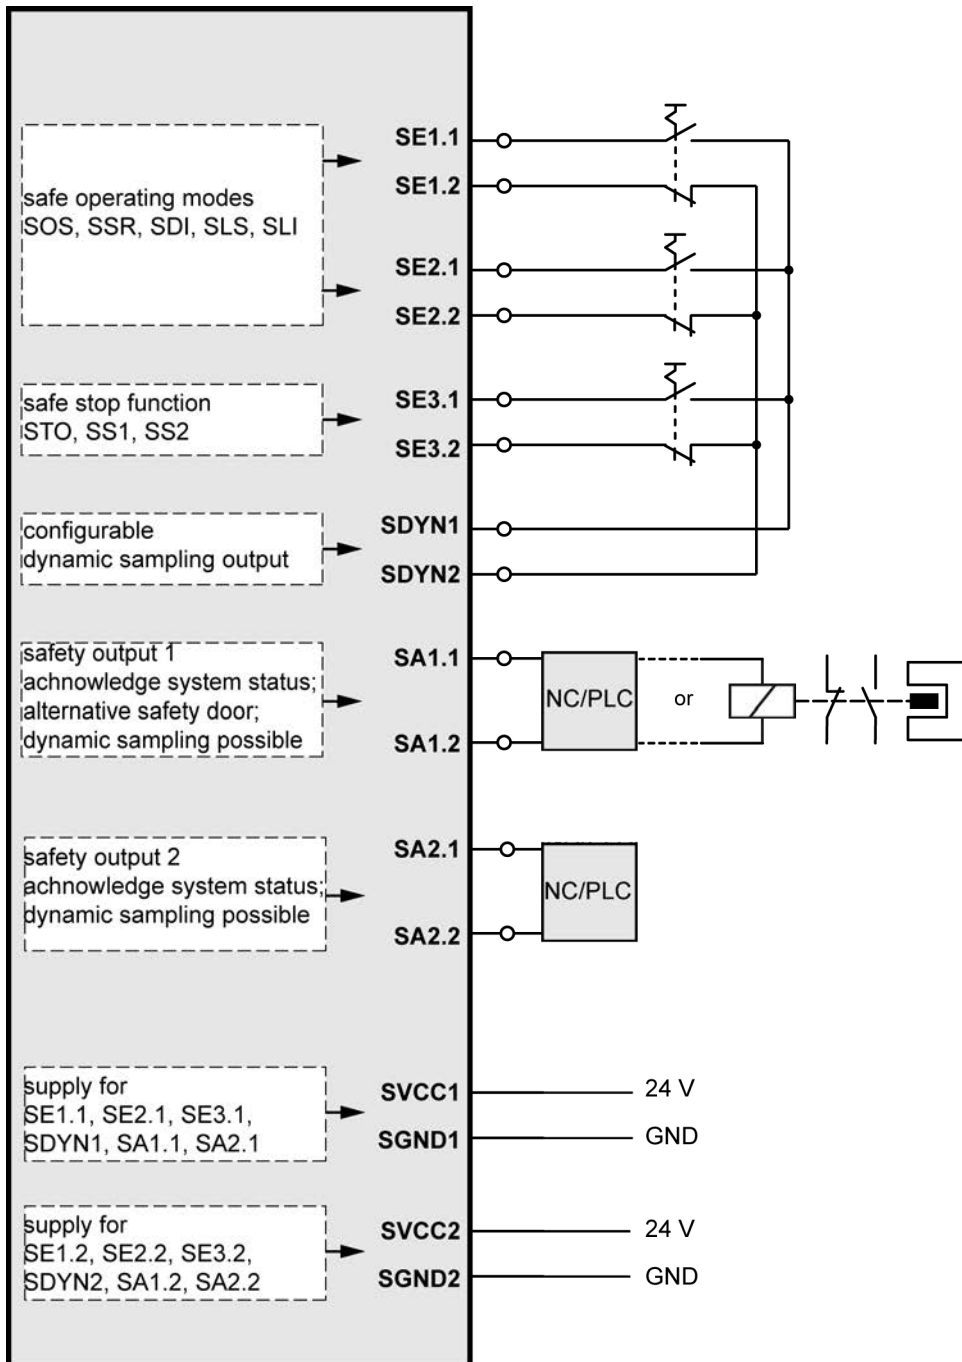 safe operating modes
SOS, SSR, SDI, SLS, SLI
SE1.1
SE1.2
SE2.1
SE2.2
safe stop function
STO, SS1, SS2
SE3.1
SE3.2
configurable
dynamic sampling output
SDYN1
SDYN2
safety output 1
achnowledge system status;
alternative safety door;
dynamic sampling possible
SA1.1
SA1.2
NC/PLC
or
safety output 2
achnowledge system status;
dynamic sampling possible
SA2.1
SA2.2
NC/PLC
supply for
SE1.1, SE2.1, SE3.1,
SDYN1, SA1.1, SA2.1
SVCC1
24 V
SGND1
GND
supply for
SE1.2, SE2.2, SE3.2,
SDYN2, SA1.2, SA2.2
SVCC2
24 V
SGND2
GND